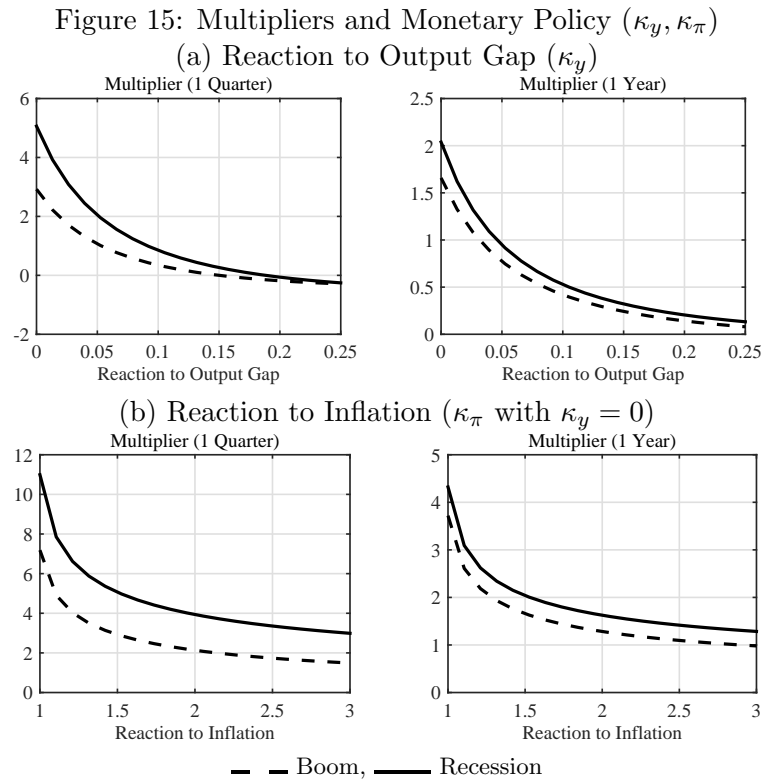 Figure 15: Multipliers and Monetary Policy (κ_y, κ_π)
(a) Reaction to Output Gap (κ_y)
Multiplier (1 Quarter)
6
4
2
0
-2
0 0.05 0.1 0.15 0.2 0.25
Reaction to Output Gap
Multiplier (1 Year)
2.5
2
1.5
1
0.5
0
0 0.05 0.1 0.15 0.2 0.25
Reaction to Output Gap
(b) Reaction to Inflation (κ_π with κ_y = 0)
Multiplier (1 Quarter)
12
10
8
6
4
2
0
1 1.5 2 2.5 3
Reaction to Inflation
Multiplier (1 Year)
5
4
3
2
1
0
1 1.5 2 2.5 3
Reaction to Inflation
Boom, Recession